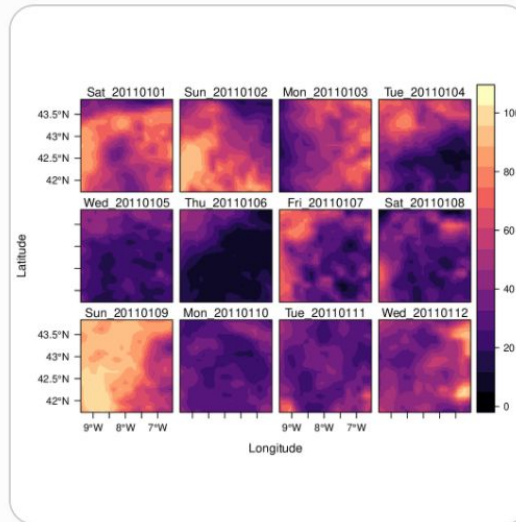 Sat_20110101 Sun_20110102 Mon_20110103 Tue_20110104
43.5°N
43°N
42.5°N
42°N
Wed_20110105 Thu_20110106 Fri_20110107 Sat_20110108
Sun_20110109 Mon_20110110 Tue_20110111 Wed_20110112
43.5°N
43°N
42.5°N
42°N
9°W 8°W 7°W 9°W 8°W 7°W
Latitude
Longitude
100
80
60
40
20
0